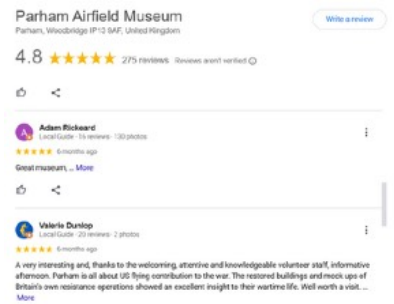 Parham Airfield Museum
Write a review
Parham, Woodbridge IP13 9AF, United Kingdom
4.8 275 reviews Reviews aren't verified
Adam Rickeard
Local Guide · 16 reviews · 130 photos
6 months ago
Great museum, ... More
Valerie Dunlop
Local Guide · 20 reviews · 2 photos
6 months ago
A very interesting and, thanks to the welcoming, attentive and knowledgeable volunteer staff, informative
afternoon. Parham is all about US flying contribution to the war. The restored buildings and mock ups of
Britain's own resistance operations showed an excellent insight to their wartime life. Well worth a visit. ...
More